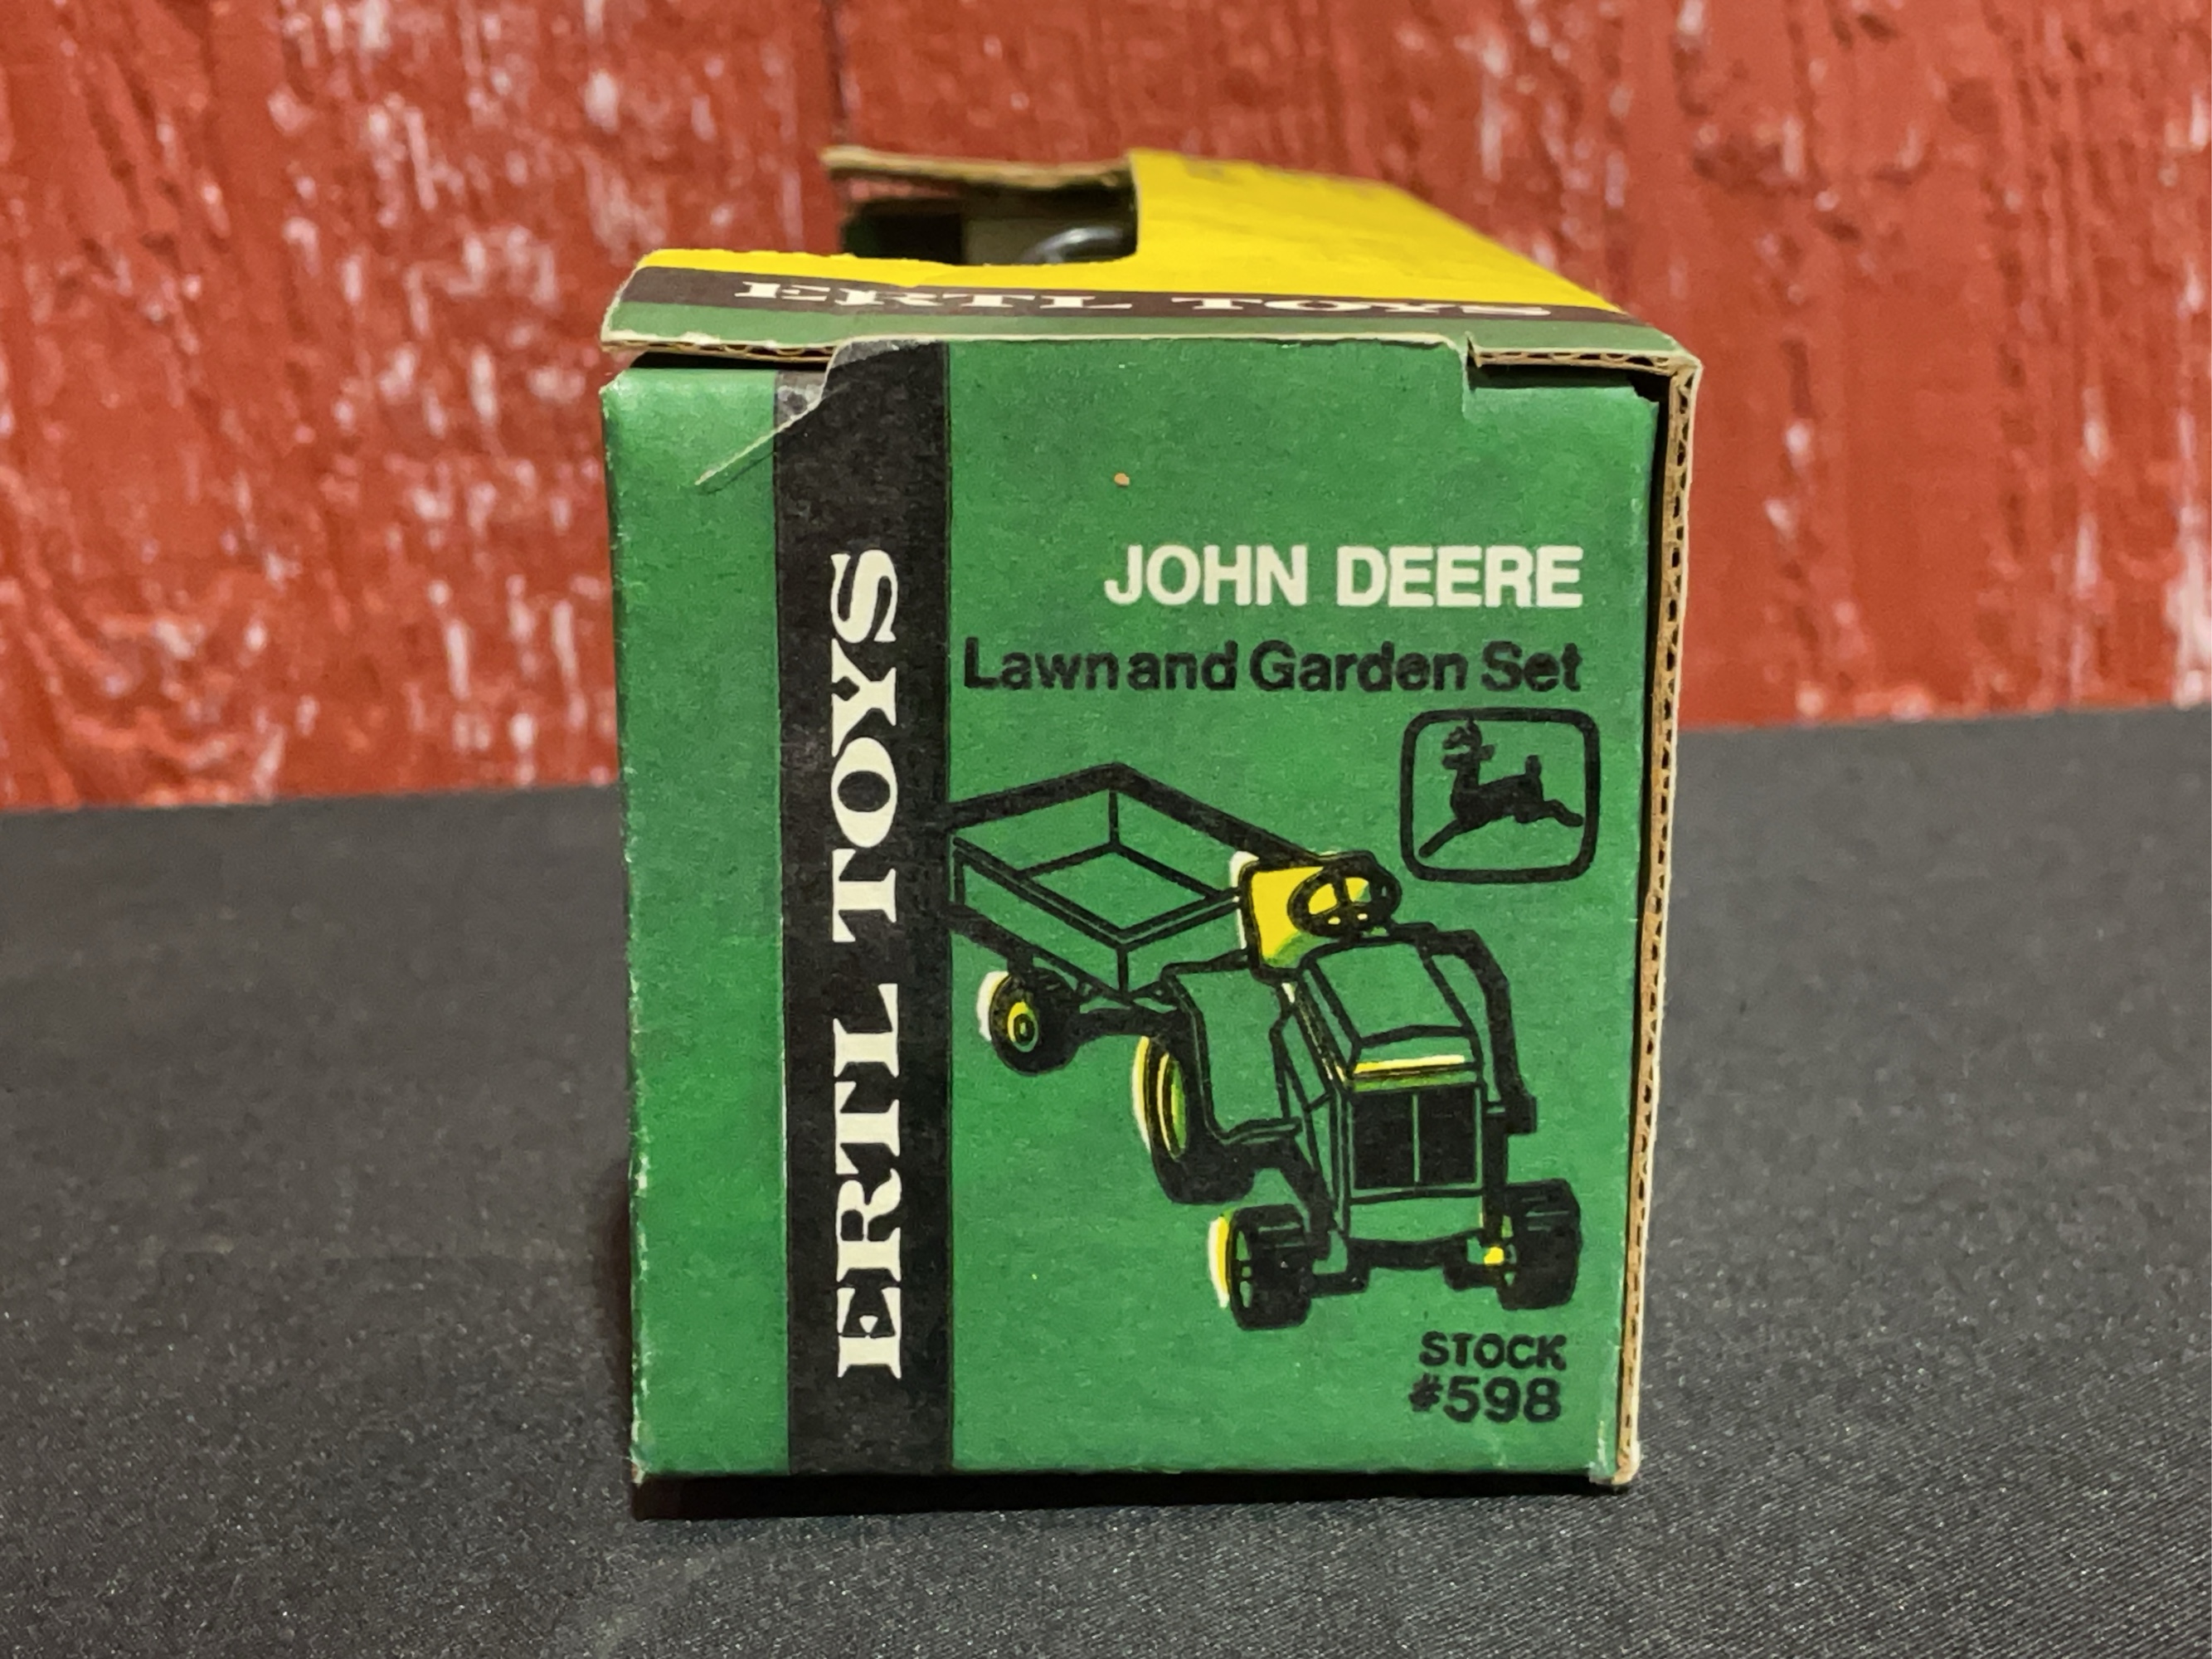 ERTL TOYS
ERTL TOYS
JOHN DEERE
Lawn and Garden Set
STOCK
#598